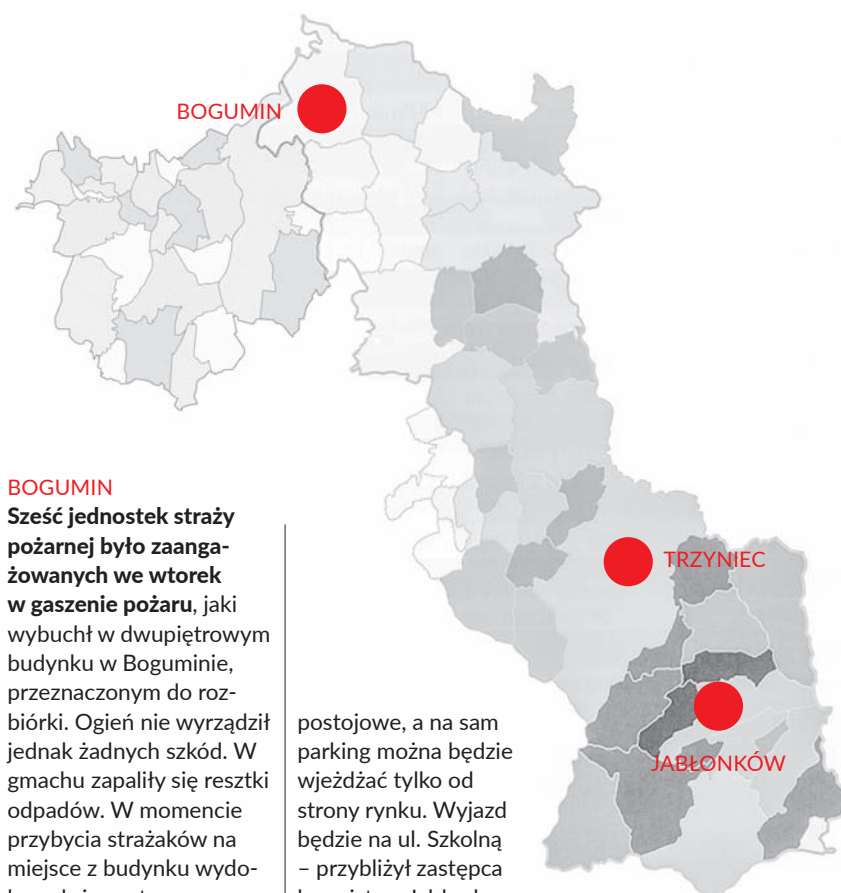 BOGUMIN
TRZYNIEC
JABŁONKÓW
BOGUMIN
Sześć jednostek straży
pożarnej było zaanga-
żowanych we wtorek
w gaszenie pożaru, jaki
wybuchł w dwupiętrowym
budynku w Boguminie,
przeznaczonym do roz-
biórki. Ogień nie wyrządził
jednak żadnych szkód. W
gmachu zapaliły się resztki
odpadów. W momencie
przybycia strażaków na
miejsce z budynku wydo-
postojowe, a na sam
parking można będzie
wjeżdżać tylko od
strony rynku. Wyjazd
będzie na ul. Szkolną
– przybliżył zastępca